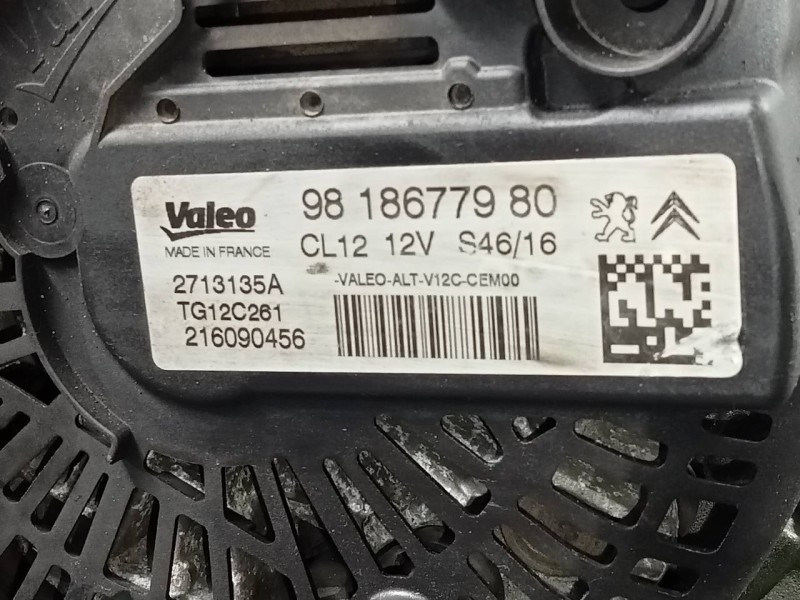 Valeo 98 186779 80
MADE IN FRANCE CL12 12V S46/16
2713135A -VALEO-ALT-V12C-CEM00
TG12C261
216090456